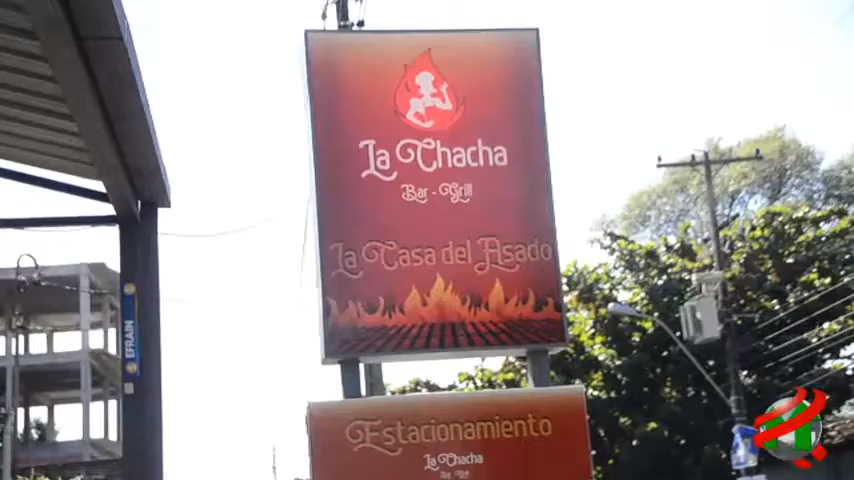 La Chacha
Bar - Grill
La Casa del Asado
EFRAIN
Estacionamiento
La Chacha